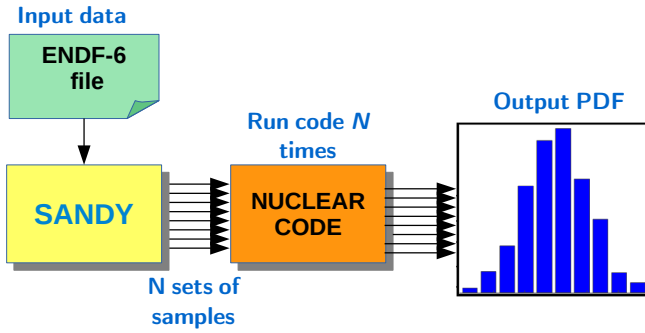 Input data
ENDF-6
file
SANDY
N sets of
samples
Run code N
times
NUCLEAR
CODE
Output PDF